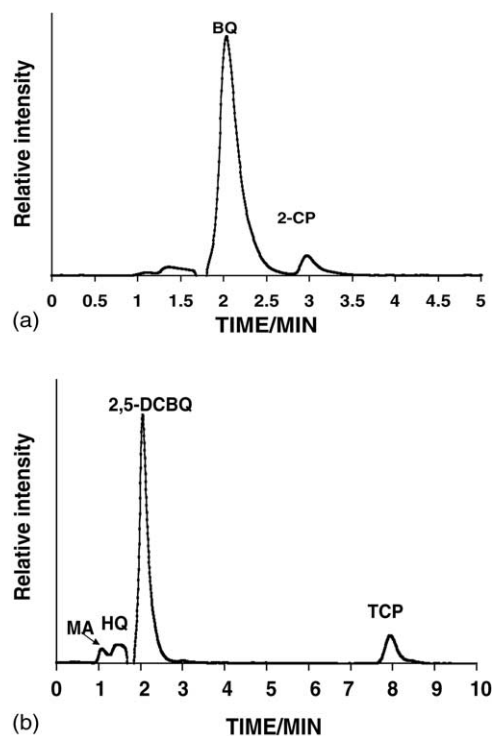 BQ
2-CP
Relative intensity
0 0.5 1 1.5 2 2.5 3 3.5 4 4.5 5
TIME/MIN
(a)
2,5-DCBQ
MA HQ
TCP
Relative intensity
0 1 2 3 4 5 6 7 8 9 10
TIME/MIN
(b)